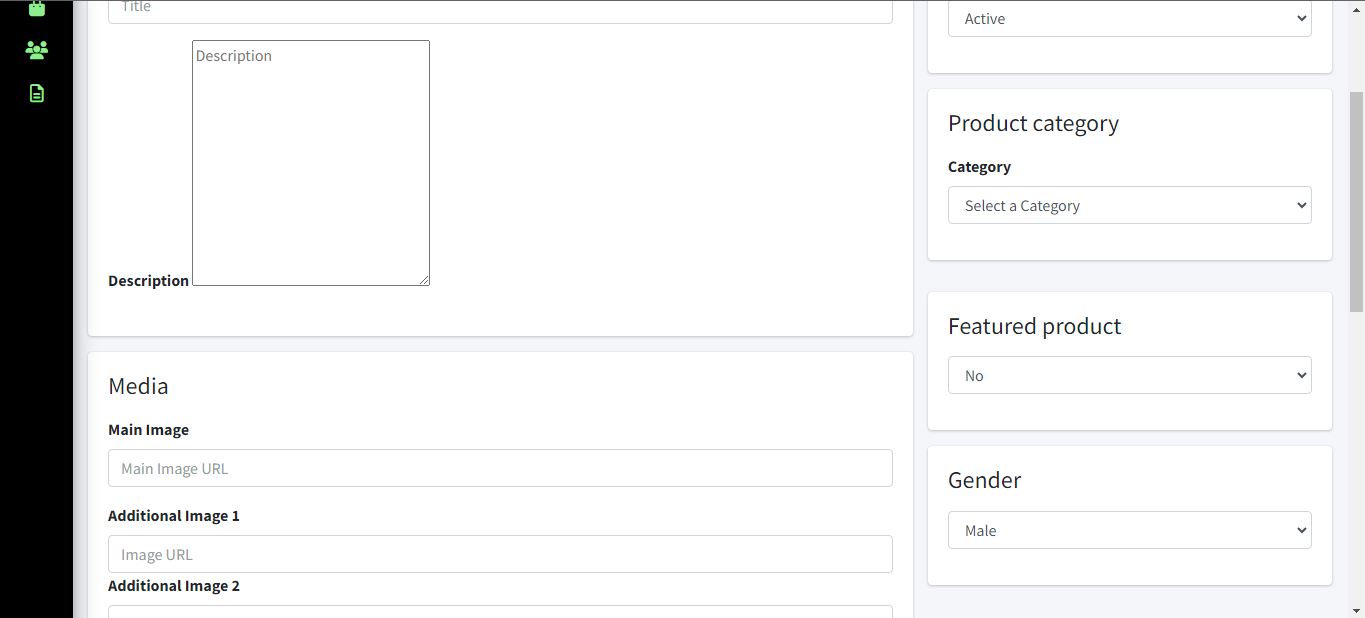 Title
Description
Description
Media
Main Image
Main Image URL
Additional Image 1
Image URL
Additional Image 2
Active
Product category
Category
Select a Category
Featured product
No
Gender
Male